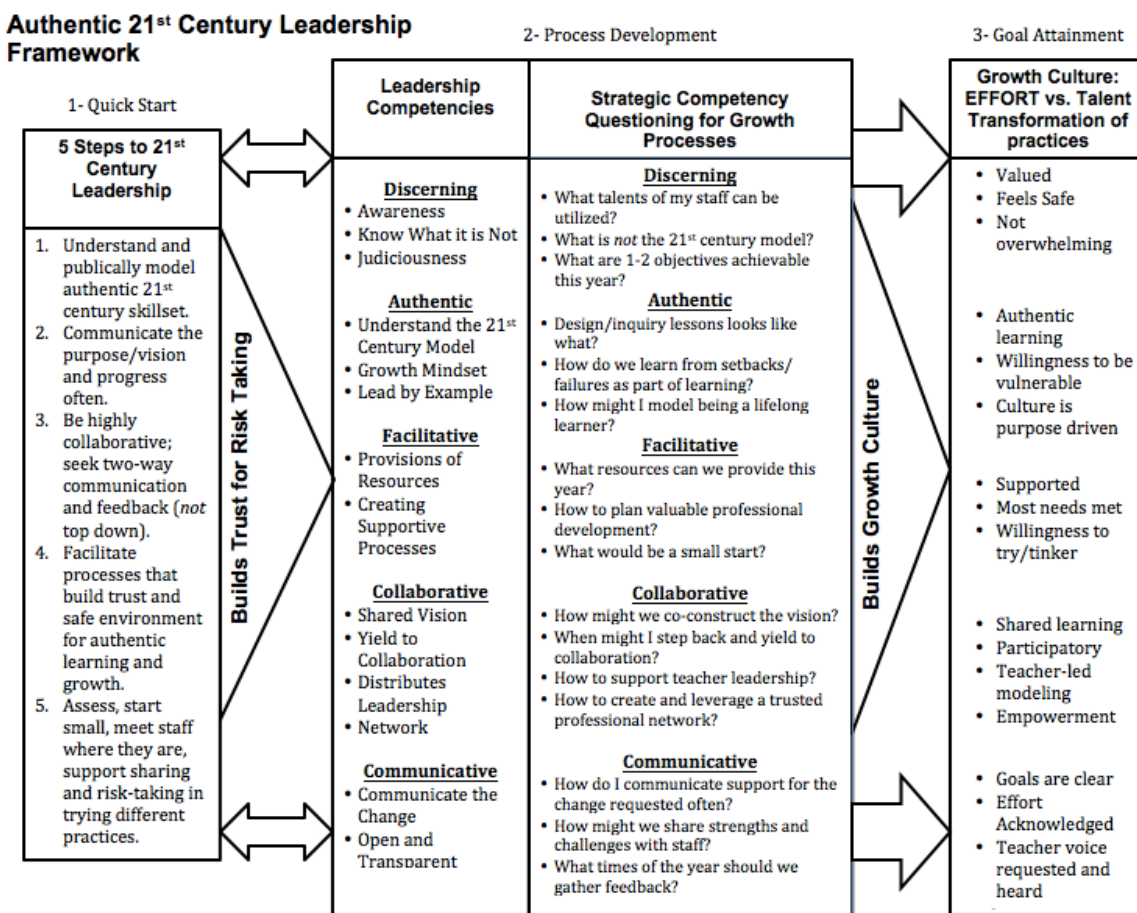 Authentic 21st Century Leadership
Framework
1- Quick Start
5 Steps to 21st
Century
Leadership
1. Understand and
publically model
authentic 21st
century skillset.
2. Communicate the
purpose/vision
and progress
often.
3. Be highly
collaborative;
seek two-way
communication
and feedback (not
top down).
4. Facilitate
processes that
build trust and
safe environment
for authentic
learning and
growth.
5. Assess, start
small, meet staff
where they are,
support sharing
and risk-taking in
trying different
practices.
Builds Trust for Risk Taking
2- Process Development
Leadership
Competencies
Discerning
• Awareness
• Know What it is Not
• Judiciousness
Authentic
• Understand the 21st
Century Model
• Growth Mindset
• Lead by Example
Facilitative
• Provisions of
Resources
• Creating
Supportive
Processes
Collaborative
• Shared Vision
• Yield to
Collaboration
• Distributes
Leadership
• Network
Communicative
• Communicate the
Change
• Open and
Transparent
Strategic Competency
Questioning for Growth
Processes
Discerning
• What talents of my staff can be
utilized?
• What is not the 21st century model?
• What are 1-2 objectives achievable
this year?
Authentic
• Design/inquiry lessons looks like
what?
• How do we learn from setbacks/
failures as part of learning?
• How might I model being a lifelong
learner?
Facilitative
• What resources can we provide this
year?
• How to plan valuable professional
development?
• What would be a small start?
Collaborative
• How might we co-construct the vision?
• When might I step back and yield to
collaboration?
• How to support teacher leadership?
• How to create and leverage a trusted
professional network?
Communicative
• How do I communicate support for the
change requested often?
• How might we share strengths and
challenges with staff?
• What times of the year should we
gather feedback?
Builds Growth Culture
3- Goal Attainment
Growth Culture:
EFFORT vs. Talent
Transformation of
practices
• Valued
• Feels Safe
• Not
overwhelming
• Authentic
learning
• Willingness to be
vulnerable
• Culture is
purpose driven
• Supported
• Most needs met
• Willingness to
try/tinker
• Shared learning
• Participatory
• Teacher-led
modeling
• Empowerment
• Goals are clear
• Effort
Acknowledged
• Teacher voice
requested and
heard